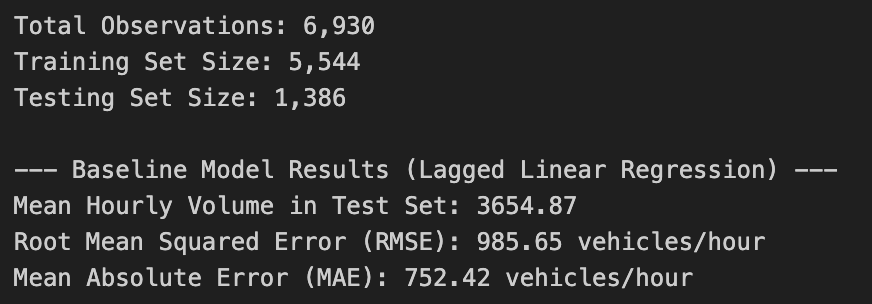 Total Observations: 6,930
Training Set Size: 5,544
Testing Set Size: 1,386
--- Baseline Model Results (Lagged Linear Regression) ---
Mean Hourly Volume in Test Set: 3654.87
Root Mean Squared Error (RMSE): 985.65 vehicles/hour
Mean Absolute Error (MAE): 752.42 vehicles/hour